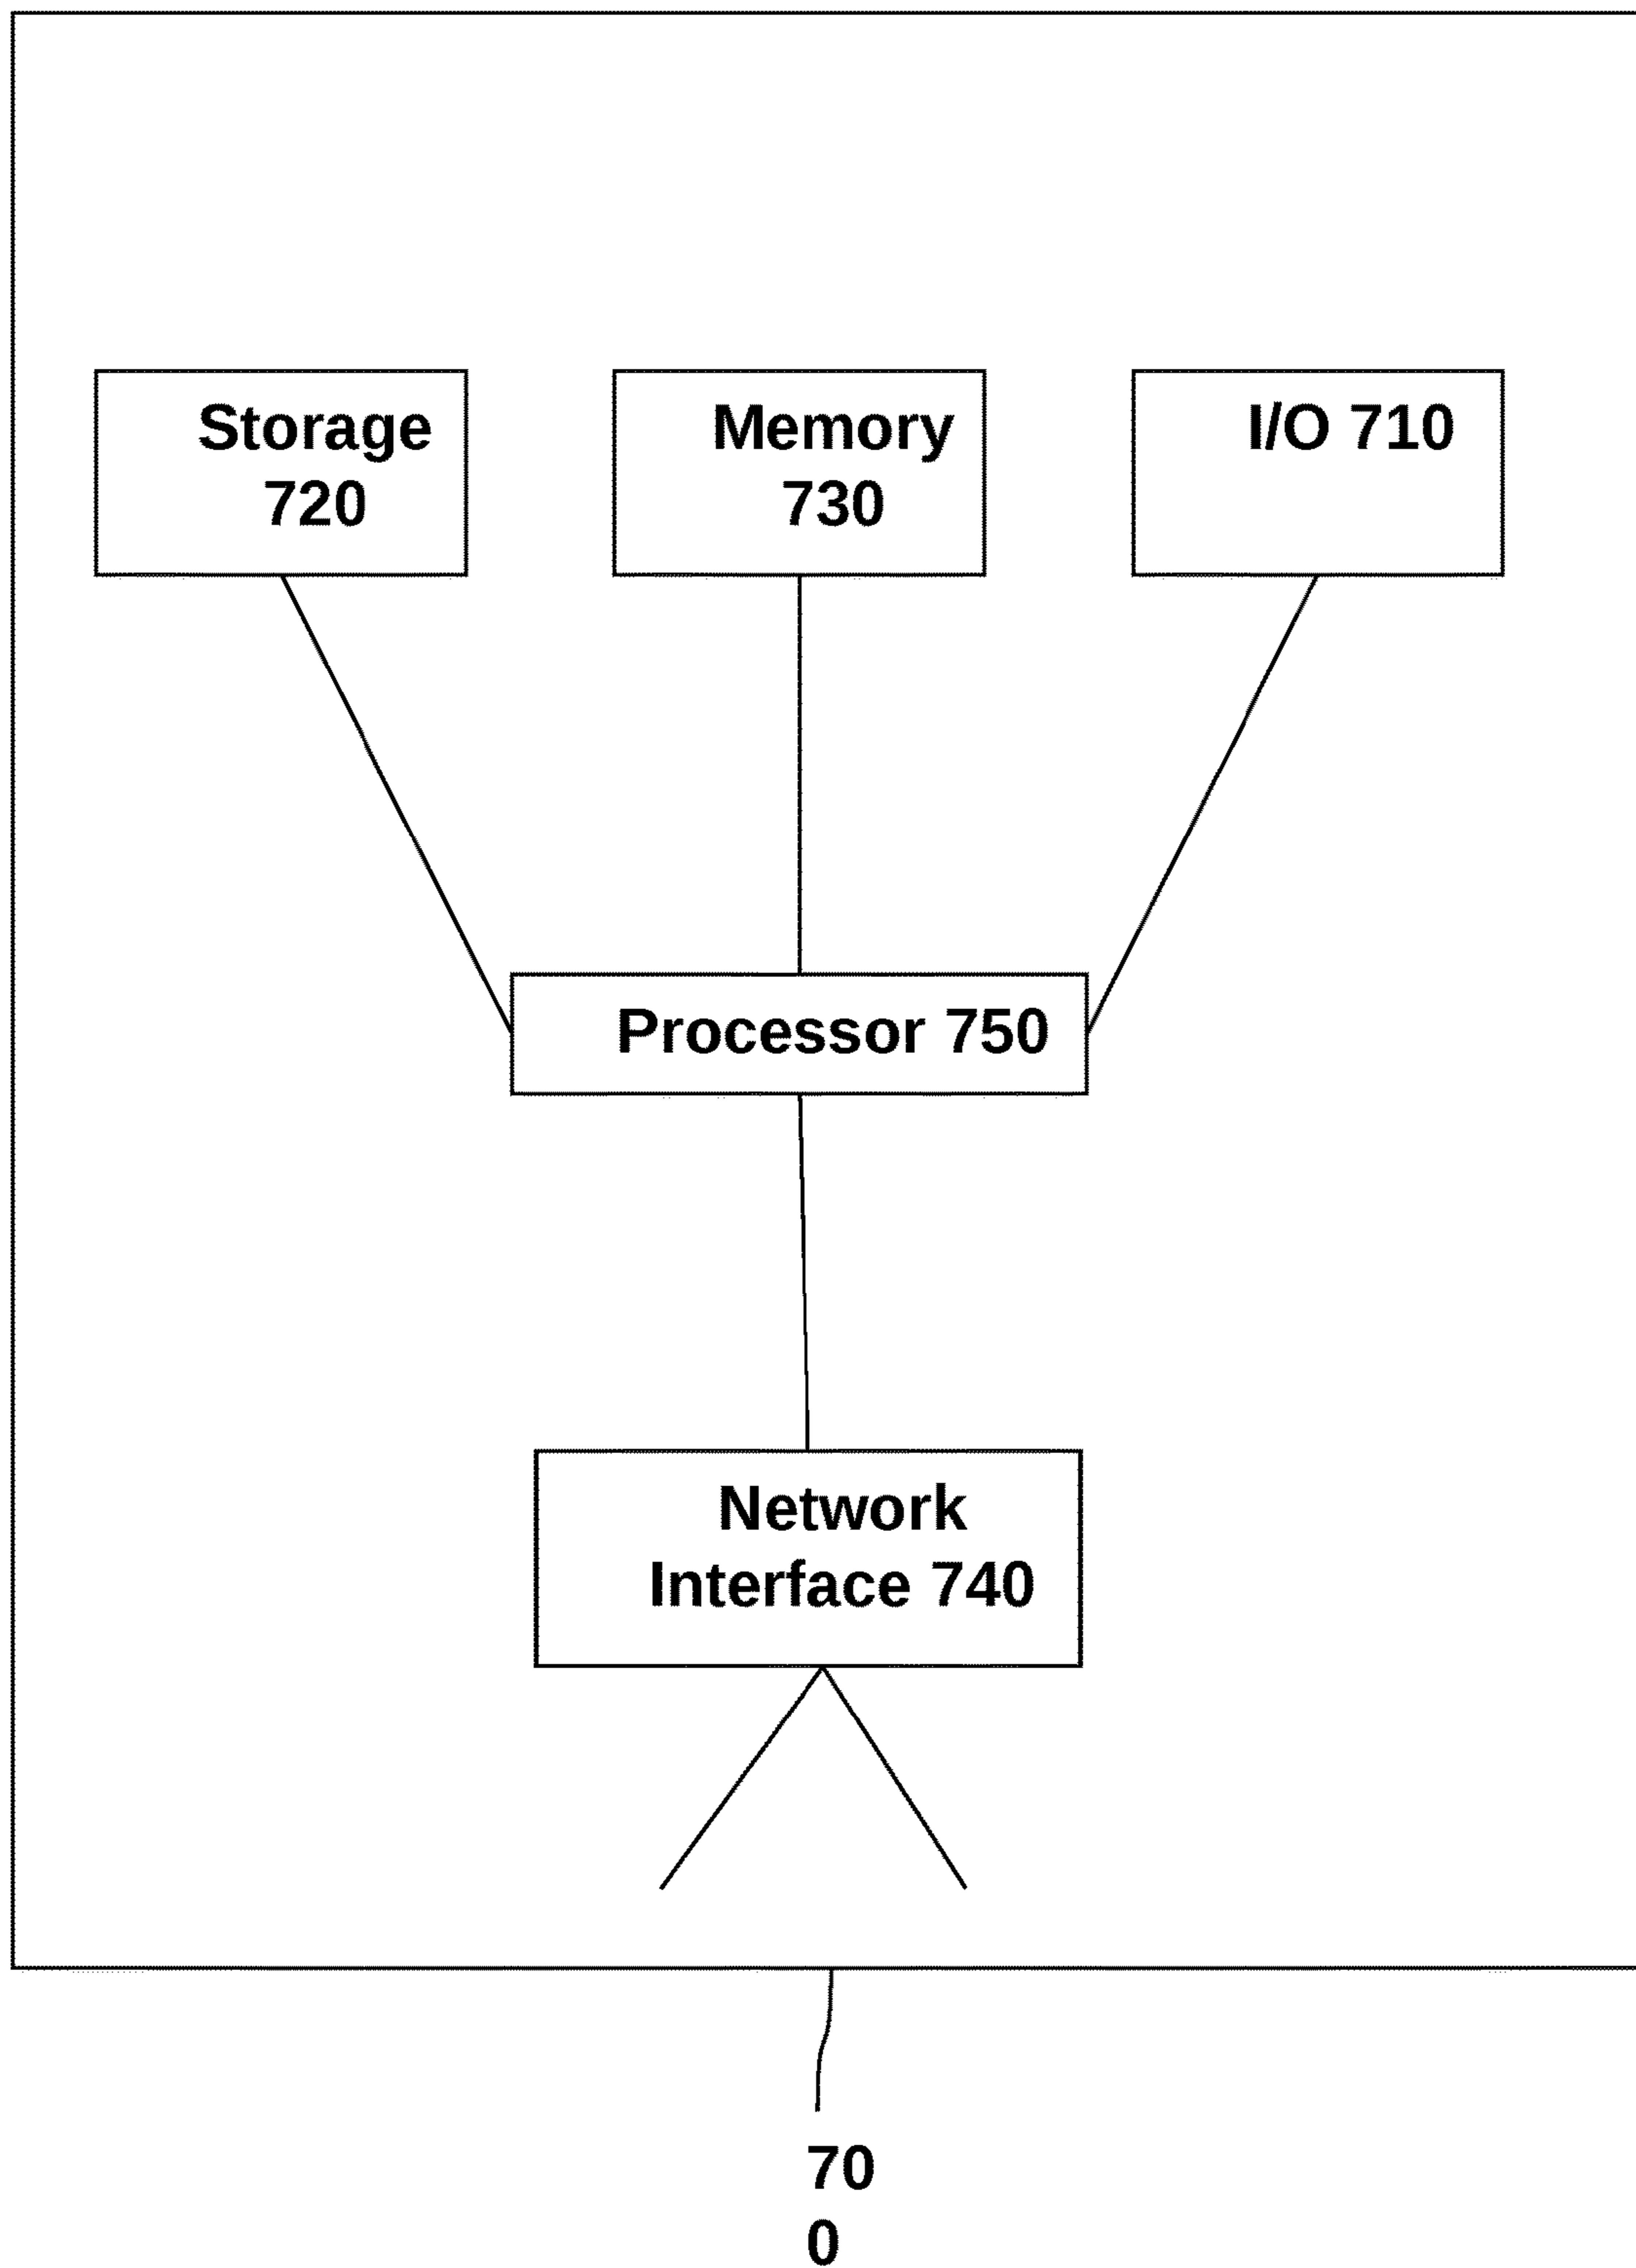 Storage
720
Memory
730
I/O 710
Processor 750
Network
Interface 740
70
0